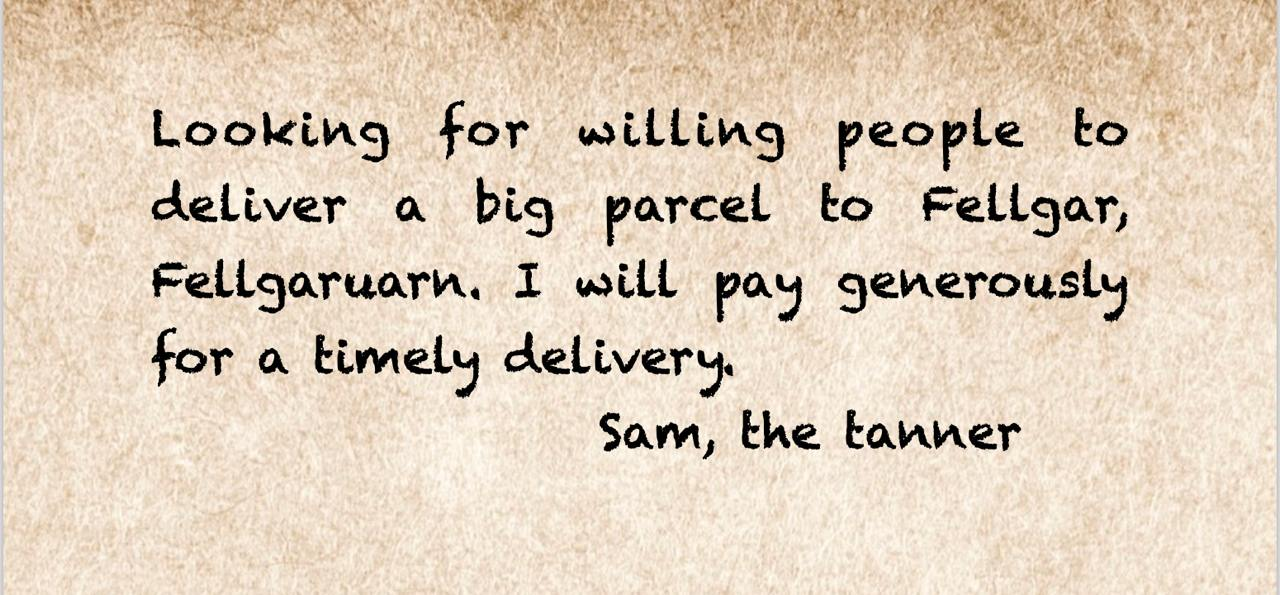 Looking for willing people to
deliver a big parcel to Fellgar,
Fellgaruarn. I will pay generously
for a timely delivery.
Sam, the tanner